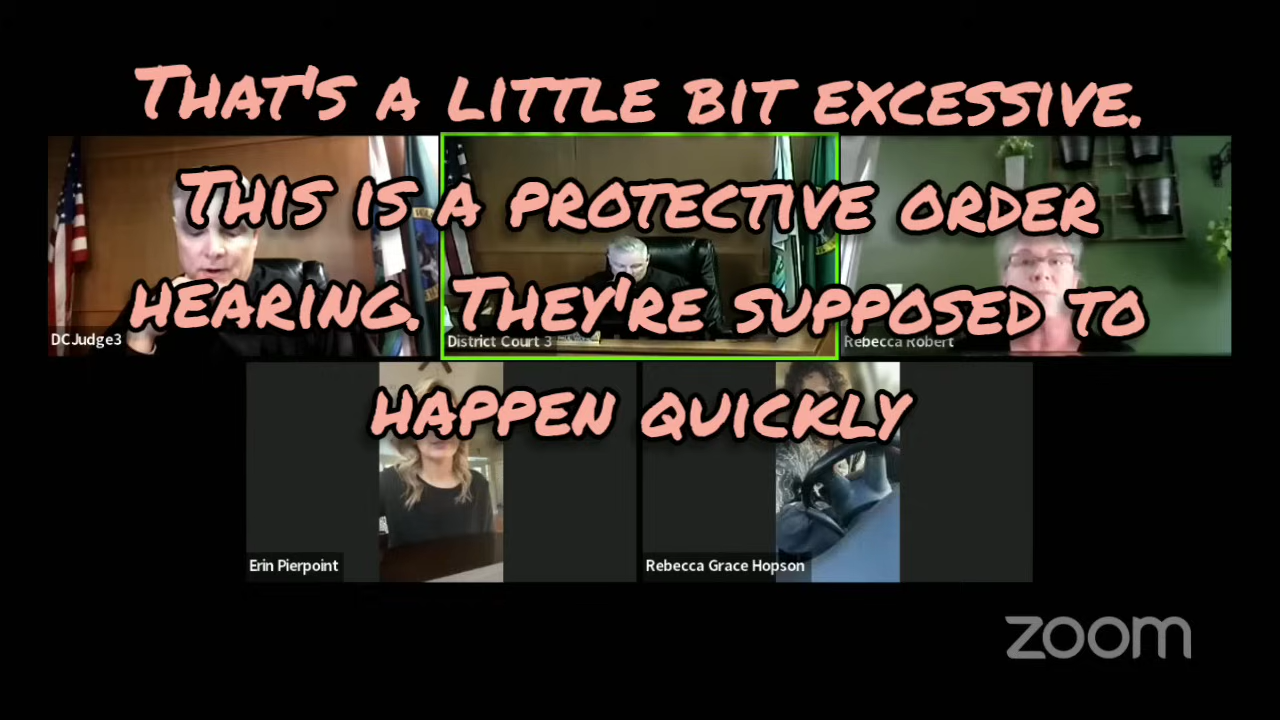 That's a little bit excessive.
This is a protective order
hearing. They're supposed to
happen quickly
DCJudge3
District Court 3
Rebecca Robert
Erin Pierpoint
Rebecca Grace Hopson
zoom